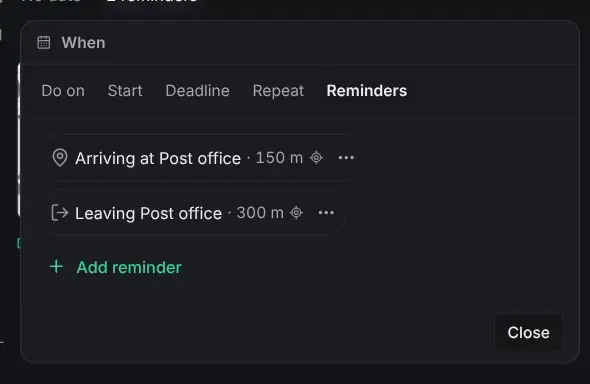 When
Do on Start Deadline Repeat Reminders
Arriving at Post office · 150 m
Leaving Post office · 300 m
Add reminder
Close